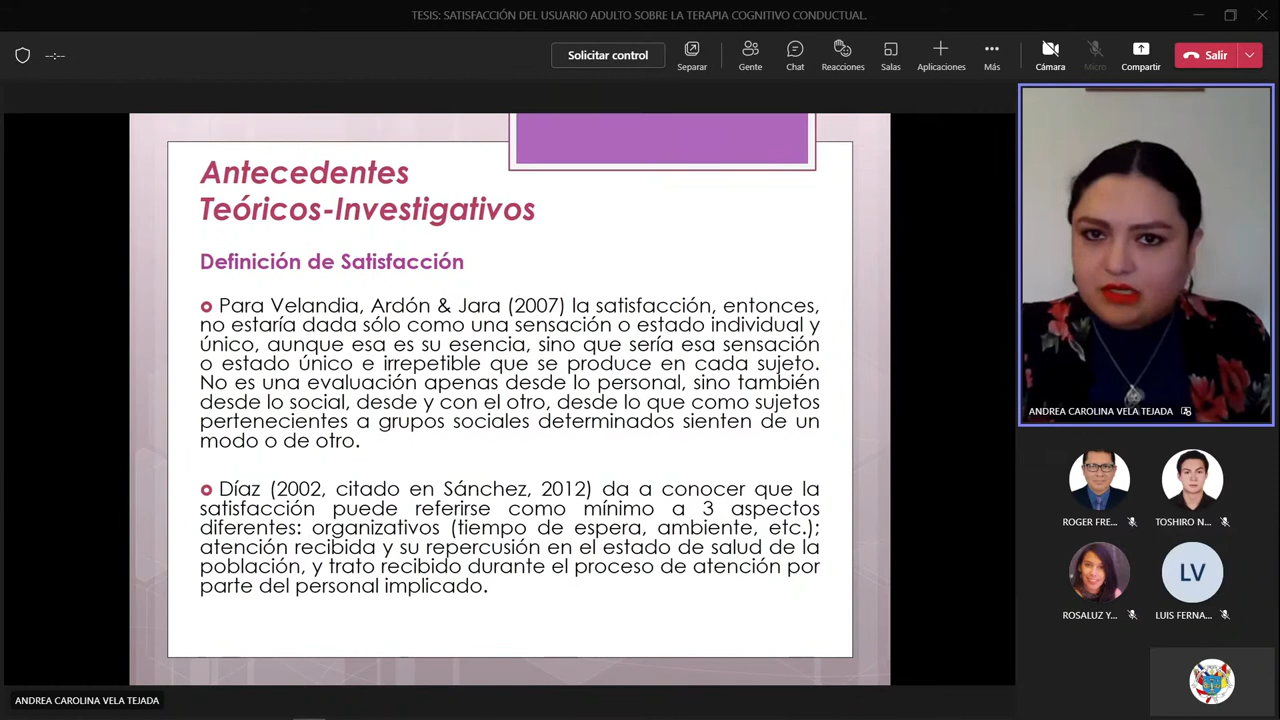 TESIS: SATISFACCIÓN DEL USUARIO ADULTO SOBRE LA TERAPIA COGNITIVO CONDUCTUAL.
--:--
Solicitar control
Separar
Gente
Chat
Reacciones
Salas
Aplicaciones
Más
Cámara
Micro
Compartir
Salir
Antecedentes
Teóricos-Investigativos
Definición de Satisfacción
Para Velandia, Ardón & Jara (2007) la satisfacción, entonces,
no estaría dada sólo como una sensación o estado individual y
único, aunque esa es su esencia, sino que sería esa sensación
o estado único e irrepetible que se produce en cada sujeto.
No es una evaluación apenas desde lo personal, sino también
desde lo social, desde y con el otro, desde lo que como sujetos
pertenecientes a grupos sociales determinados sienten de un
modo o de otro.
Díaz (2002, citado en Sánchez, 2012) da a conocer que la
satisfacción puede referirse como mínimo a 3 aspectos
diferentes: organizativos (tiempo de espera, ambiente, etc.);
atención recibida y su repercusión en el estado de salud de la
población, y trato recibido durante el proceso de atención por
parte del personal implicado.
ANDREA CAROLINA VELA TEJADA
ANDREA CAROLINA VELA TEJADA
ROGER FRE...
TOSHIRO N...
ROSALUZ Y...
LV
LUIS FERNA...